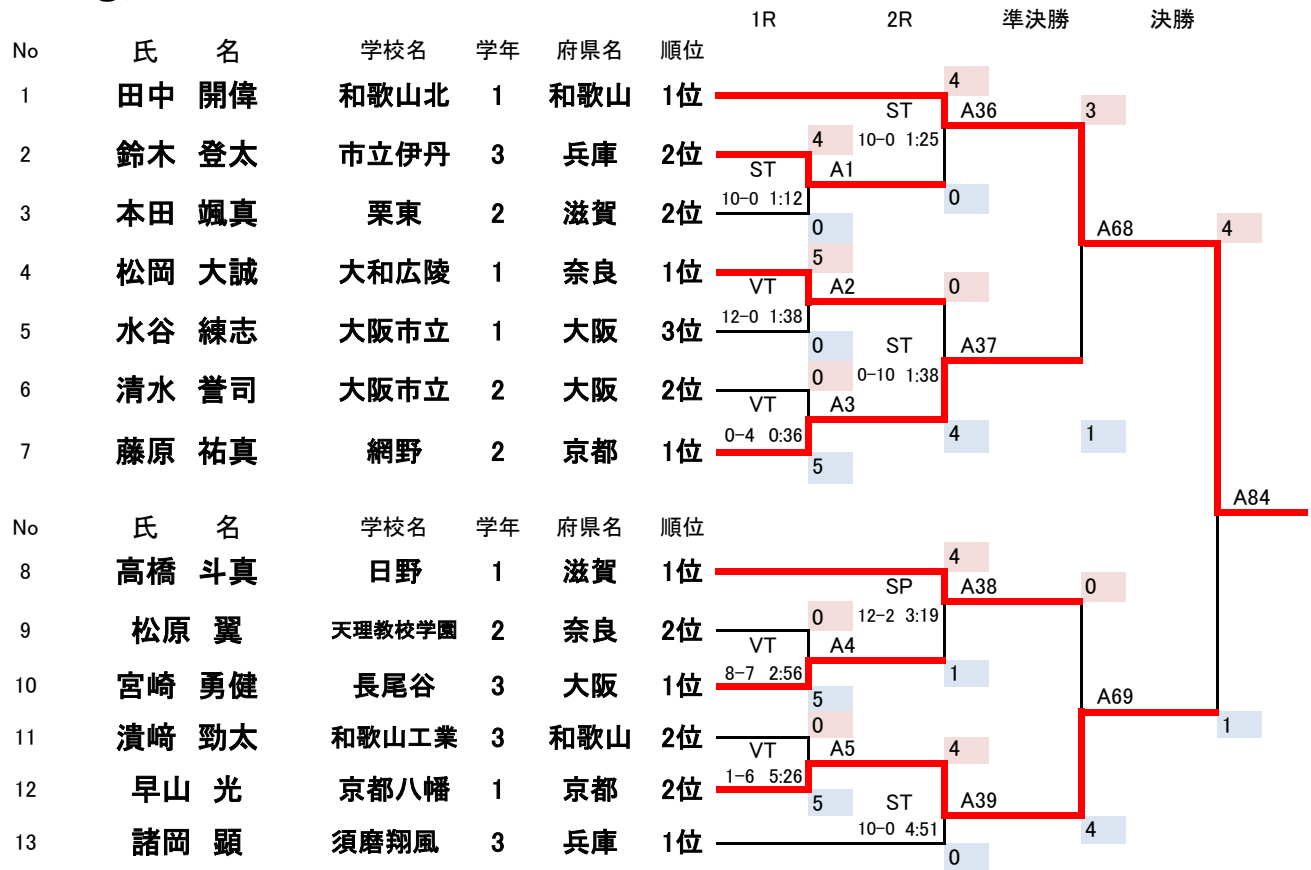 1R 2R 準決勝 決勝
No 氏 名 学校名 学年 府県名 順位
1 田中 開偉 和歌山北 1 和歌山 1位
2 鈴木 登太 市立伊丹 3 兵庫 2位
3 本田 颯真 栗東 2 滋賀 2位
4 松岡 大誠 大和広陵 1 奈良 1位
5 水谷 練志 大阪市立 1 大阪 3位
6 清水 誉司 大阪市立 2 大阪 2位
7 藤原 祐真 網野 2 京都 1位
4
ST A36 3
4 10-0 1:25
ST A1
10-0 1:12 0
0 A68 4
5
VT A2 0
12-0 1:38
0 ST A37
0 0-10 1:38
VT A3
0-4 0:36 4 1
5
A84
No 氏 名 学校名 学年 府県名 順位
8 高橋 斗真 日野 1 滋賀 1位
9 松原 翼 天理教校学園 2 奈良 2位
10 宮崎 勇健 長尾谷 3 大阪 1位
11 濵﨑 勁太 和歌山工業 3 和歌山 2位
12 早山 光 京都八幡 1 京都 2位
13 諸岡 顕 須磨翔風 3 兵庫 1位
4
SP A38 0
0 12-2 3:19
VT A4
8-7 2:56 1
5 A69
0 1
VT A5 4
1-6 5:26
5 ST A39
10-0 4:51 4
0